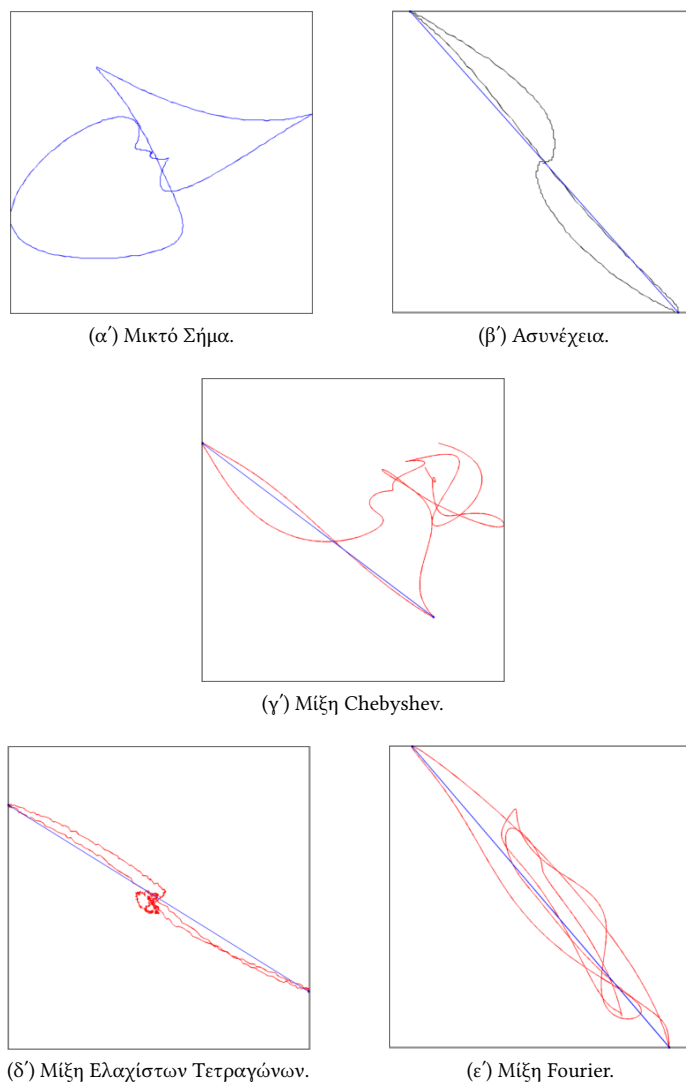 (α′) Μικτό Σήμα.
(β′) Ασυνέχεια.
(γ′) Μίξη Chebyshev.
(δ′) Μίξη Ελαχίστων Τετραγώνων.
(ε′) Μίξη Fourier.